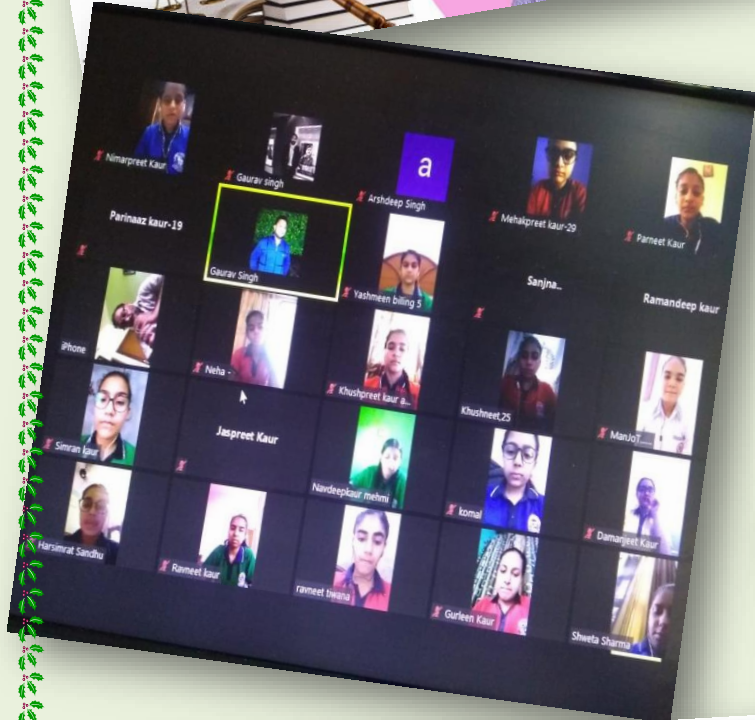 Nimarpreet Kaur
Gaurav singh
a
Arshdeep Singh
Mehakpreet kaur-29
Parneet Kaur
Parinaaz kaur-19
Gaurav Singh
Yashmeen billing 5
Sanjna...
Ramandeep kaur
iPhone
Neha -
Khushpreet kaur a...
Khushneet,25
ManJoT....
Simran kaur
Jaspreet Kaur
Navdeepkaur mehmi
komal
Damanjeet Kaur
Harsimrat Sandhu
Ravneet kaur
ravneet tiwana
Gurleen Kaur
Shweta Sharma